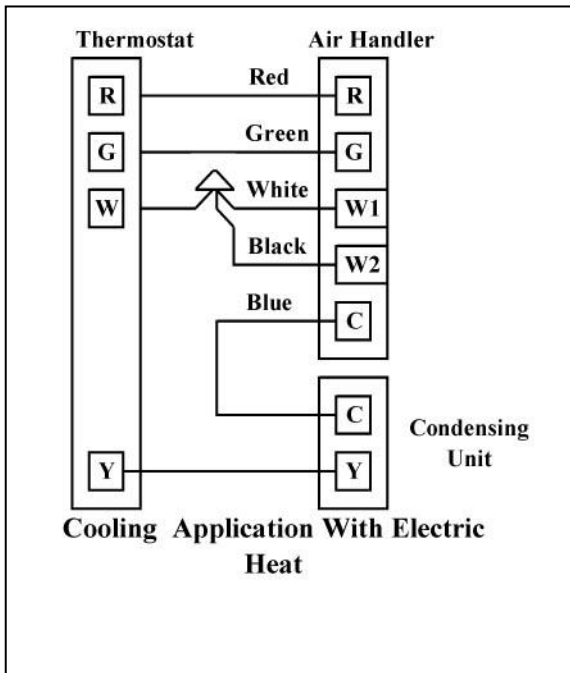 Thermostat Air Handler
R Red R
G Green G
W White W1
Black W2
Blue C
C
Condensing
Unit
Y Y
Cooling Application With Electric
Heat